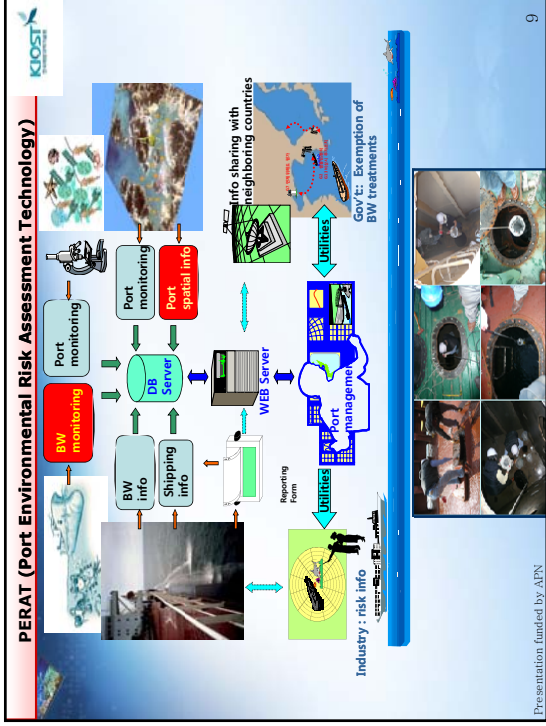 PERAT (Port Environmental Risk Assessment Technology)
KIOST
BW
monitoring
Port
monitoring
BW
info
Shipping
info
DB
Server
Port
monitoring
Port
spatial info
Reporting
Form
WEB Server
Info sharing with
neighboring countries
Utilities
Port
management
Utilities
Industry : risk info
Gov't: Exemption of
BW treatments
Presentation funded by APN
9